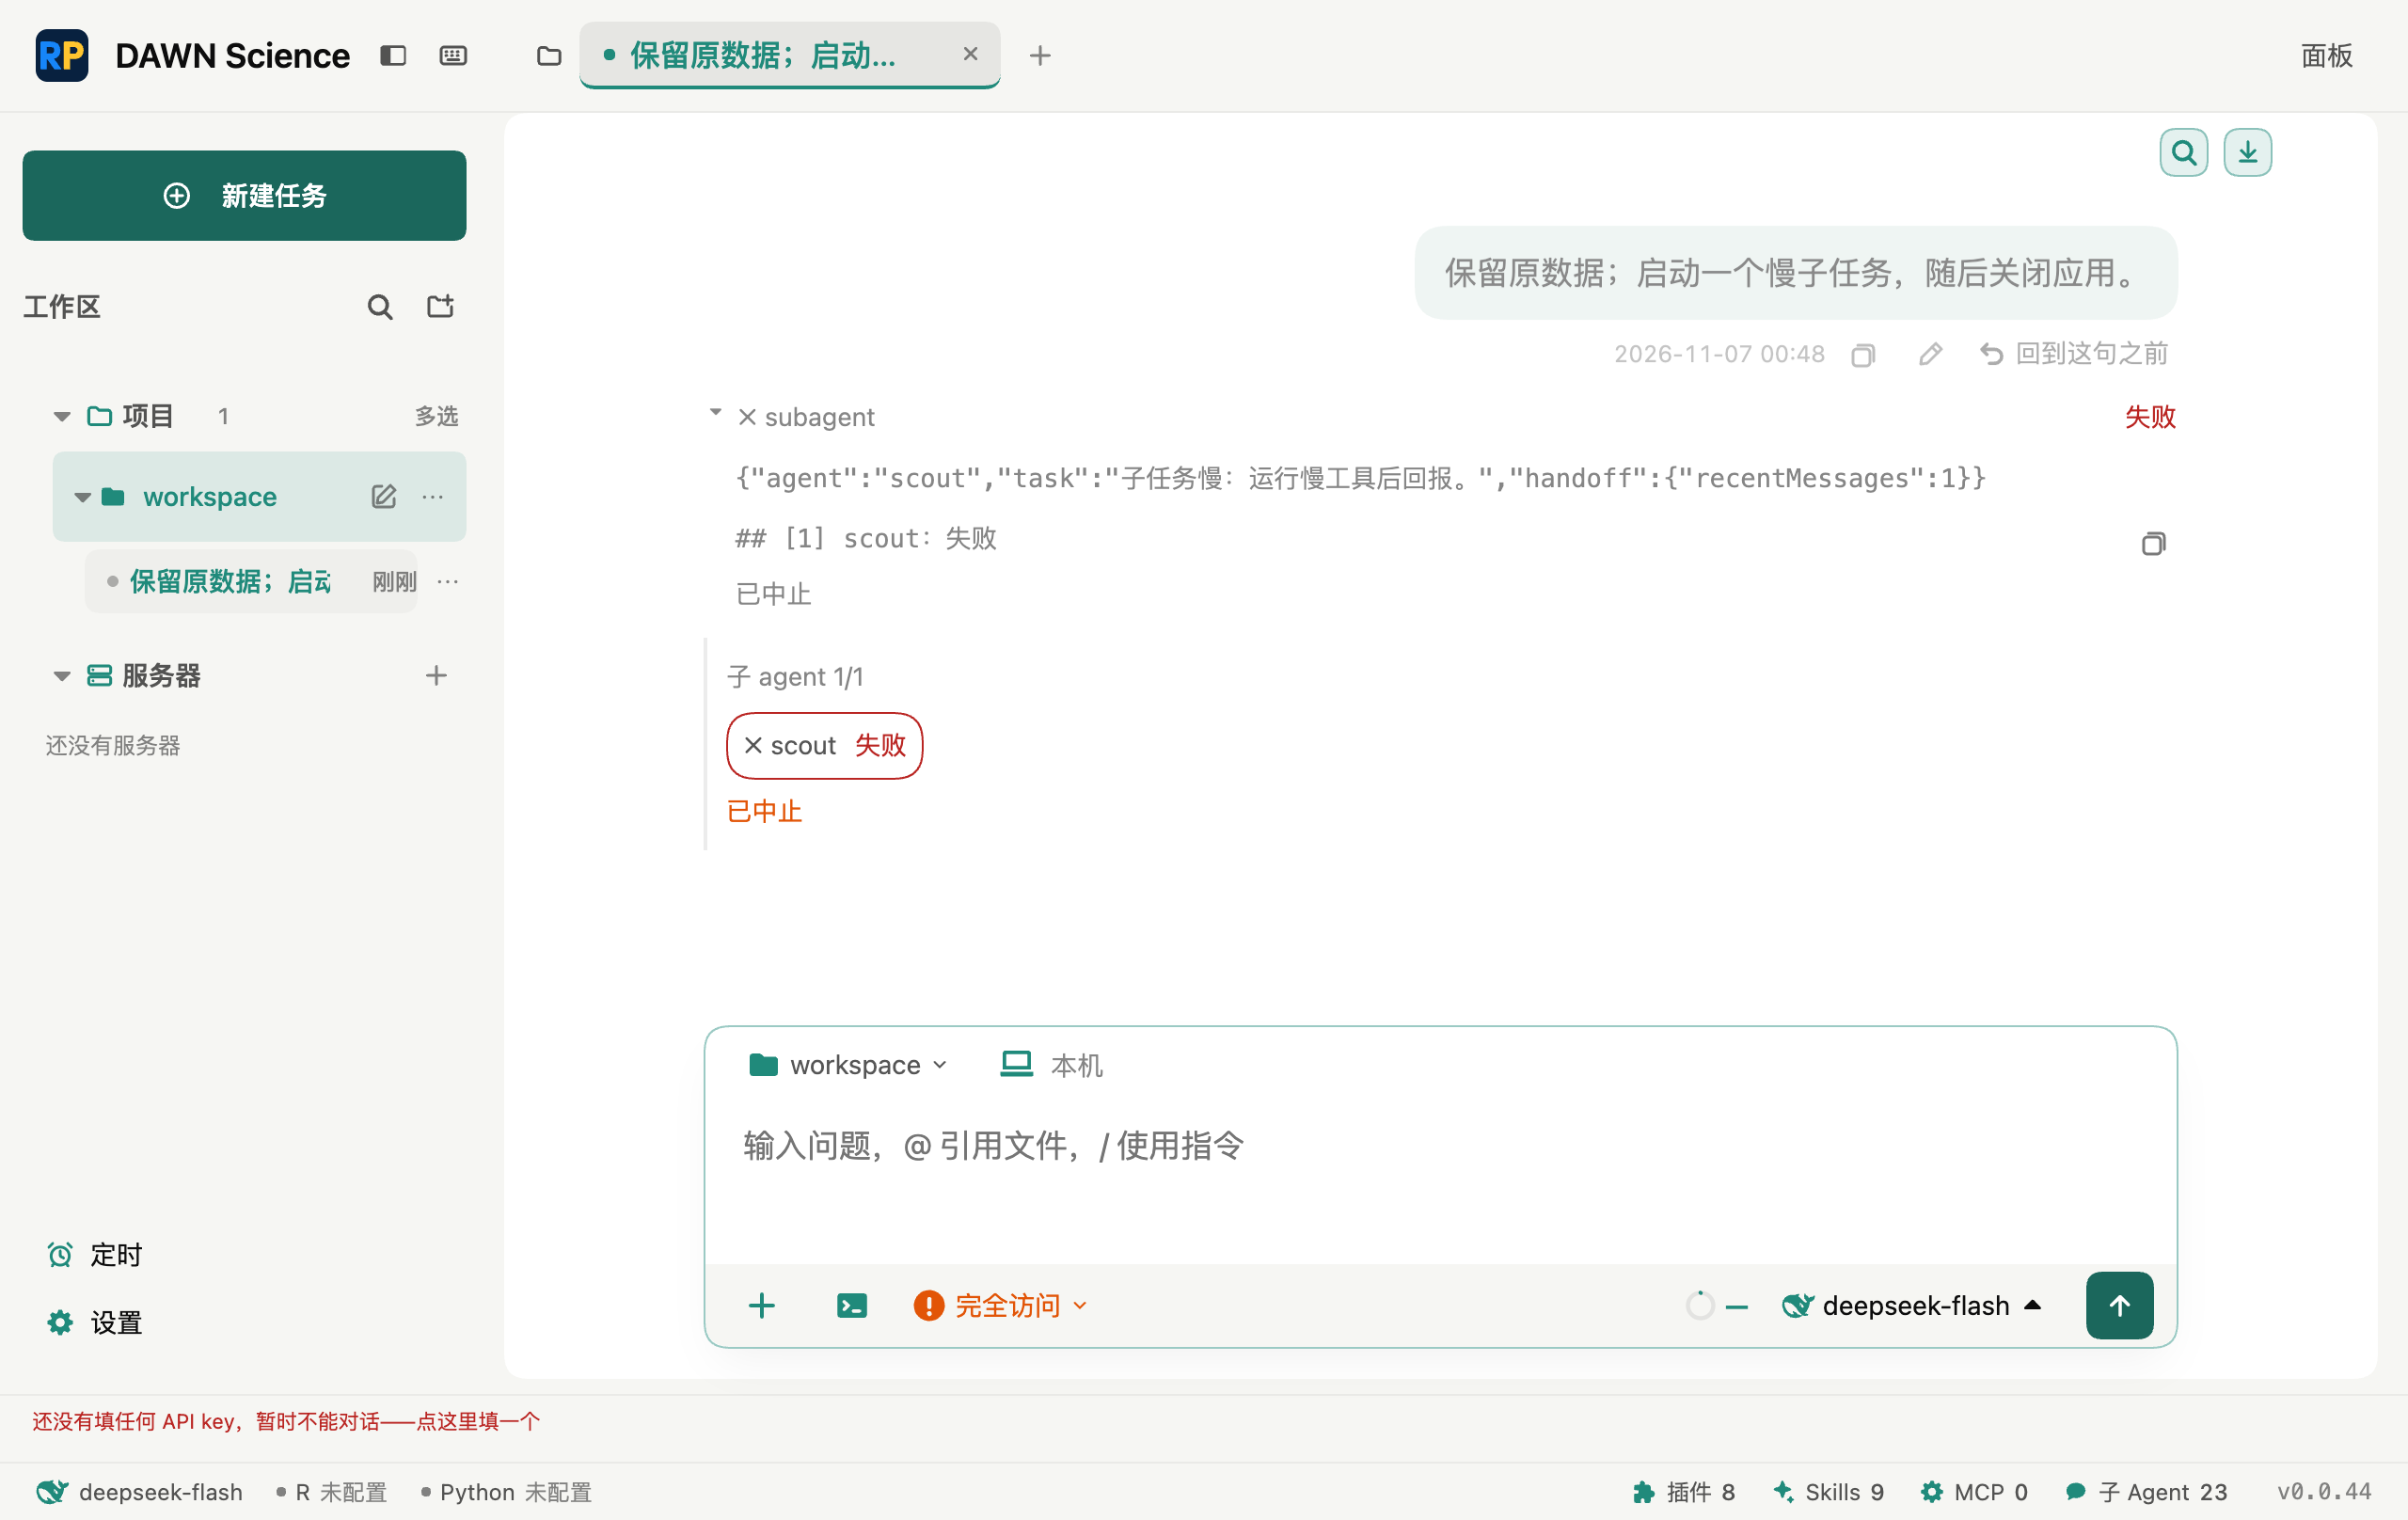 RP DAWN Science
保留原数据；启动...
面板
新建任务
工作区
项目 1 多选
workspace
保留原数据；启动 刚刚
服务器
还没有服务器
定时
设置
保留原数据；启动一个慢子任务，随后关闭应用。
2026-11-07 00:48 回到这句之前
subagent 失败
{"agent":"scout","task":"子任务慢：运行慢工具后回报。","handoff":{"recentMessages":1}}
## [1] scout：失败
已中止
子 agent 1/1
scout 失败
已中止
workspace 本机
输入问题，@ 引用文件，/ 使用指令
完全访问 deepseek-flash
还没有填任何 API key，暂时不能对话——点这里填一个
deepseek-flash R 未配置 Python 未配置 插件 8 Skills 9 MCP 0 子 Agent 23 v0.0.44